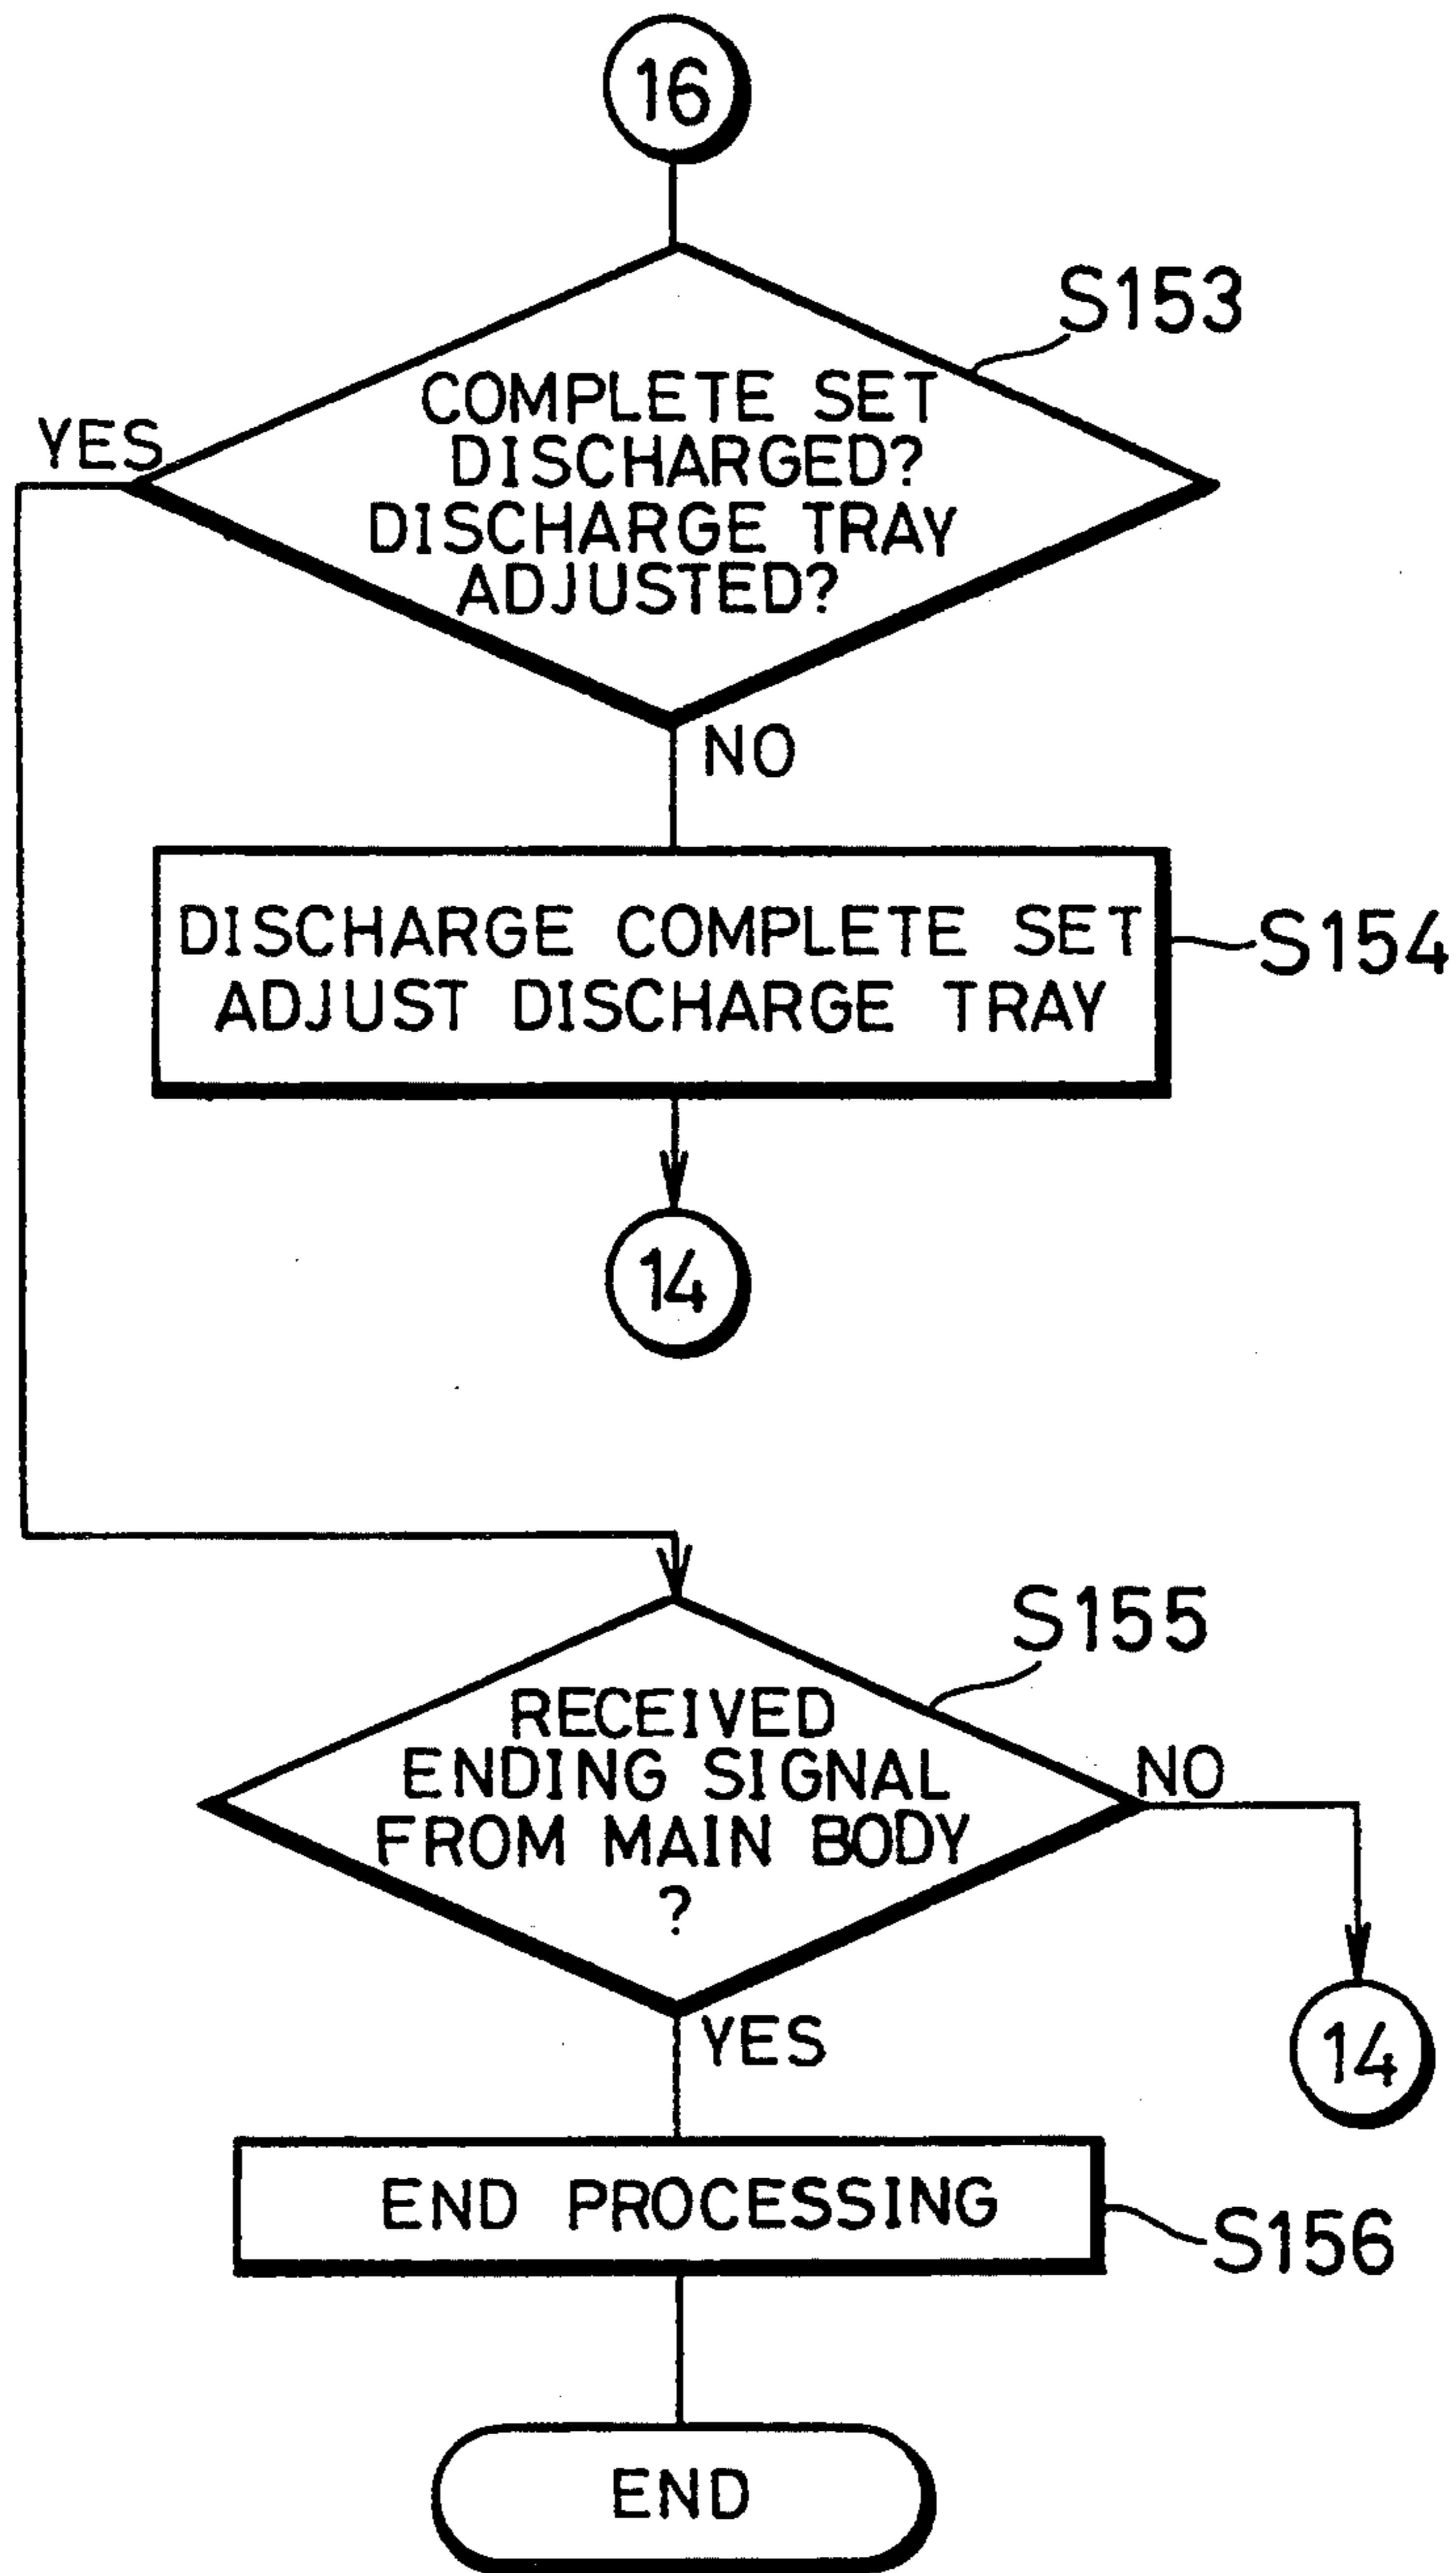 16
S153
COMPLETE SET
DISCHARGED?
DISCHARGE TRAY
ADJUSTED?
YES
NO
DISCHARGE COMPLETE SET
ADJUST DISCHARGE TRAY
S154
14
S155
RECEIVED
ENDING SIGNAL
FROM MAIN BODY
?
NO
14
YES
END PROCESSING
S156
END